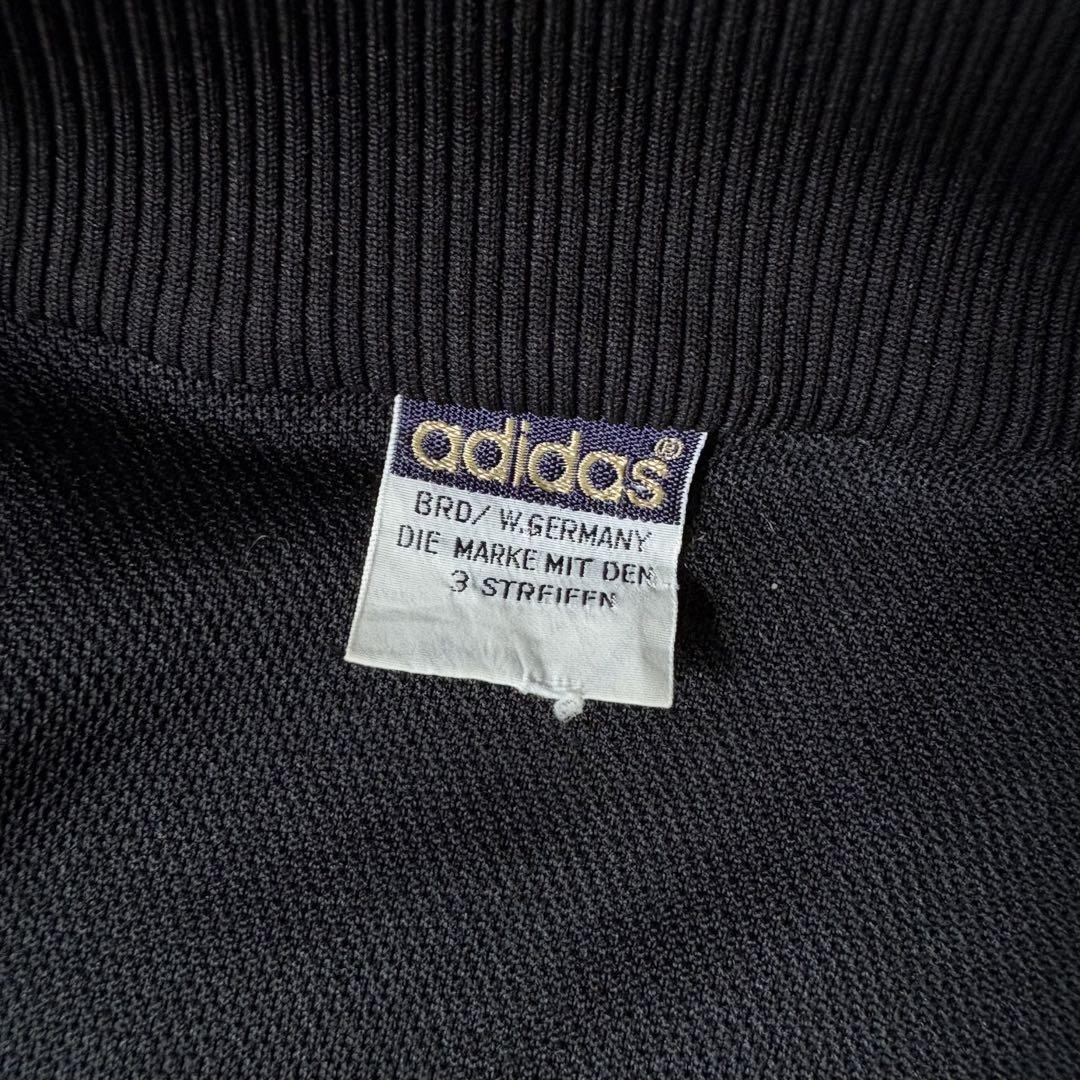 adidas®
BRD/ W.GERMANY
DIE MARKE MIT DEN
3 STREIFEN